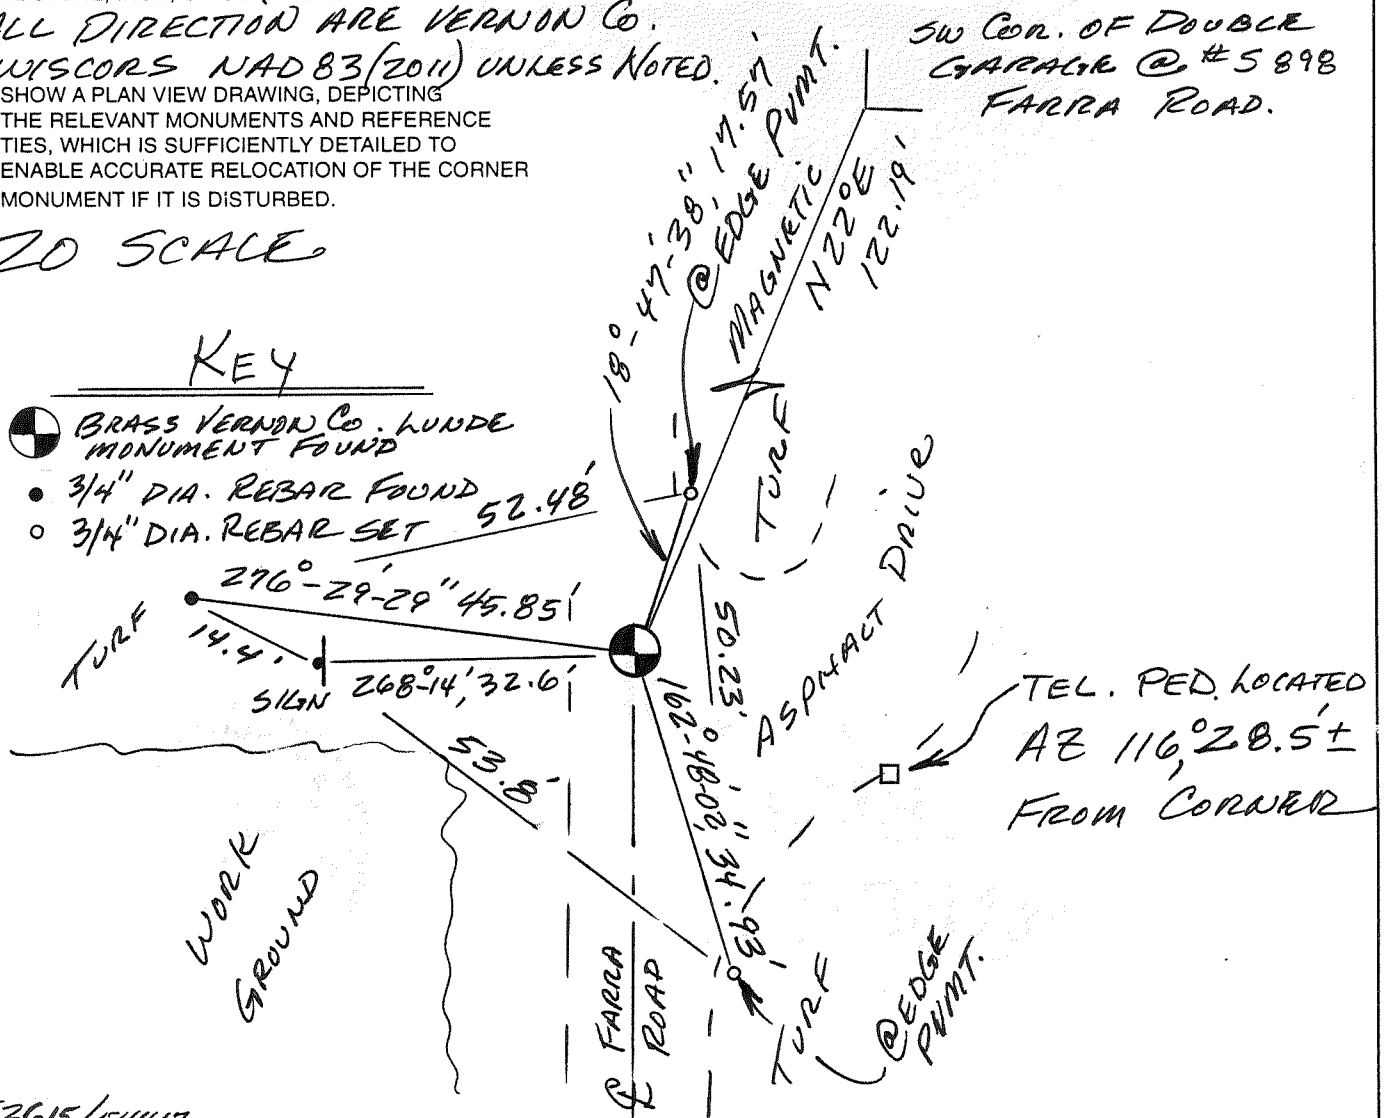 ALL DIRECTION ARE VERNON CO.
WISCORS NAD 83(2011) UNLESS NOTED.
SHOW A PLAN VIEW DRAWING, DEPICTING
THE RELEVANT MONUMENTS AND REFERENCE
TIES, WHICH IS SUFFICIENTLY DETAILED TO
ENABLE ACCURATE RELOCATION OF THE CORNER
MONUMENT IF IT IS DISTURBED.
20 SCALE
SW COR. OF DOUBLE
GARAGE @ #S 898
FARRA ROAD.
18°-47'-38" 17.57'
@ EDGE PVMT.
MAGNETIC
N22°E
122.19'
KEY
BRASS VERNON CO. LUNDE
MONUMENT FOUND
3/4" DIA. REBAR FOUND
3/4" DIA. REBAR SET
52.48'
276°-29'-29" 45.85'
TURF
14.4'
SIGN
268°14', 32.6'
53.8'
TURF
50.23'
ASPHALT DRIVE
162°-48'-02", 34.93'
TEL. PED. LOCATED
AZ 116°, 28.5'±
FROM CORNER
WORK
GROUND
℄ FARRA
ROAD
TURF
@EDGE
PVMT.